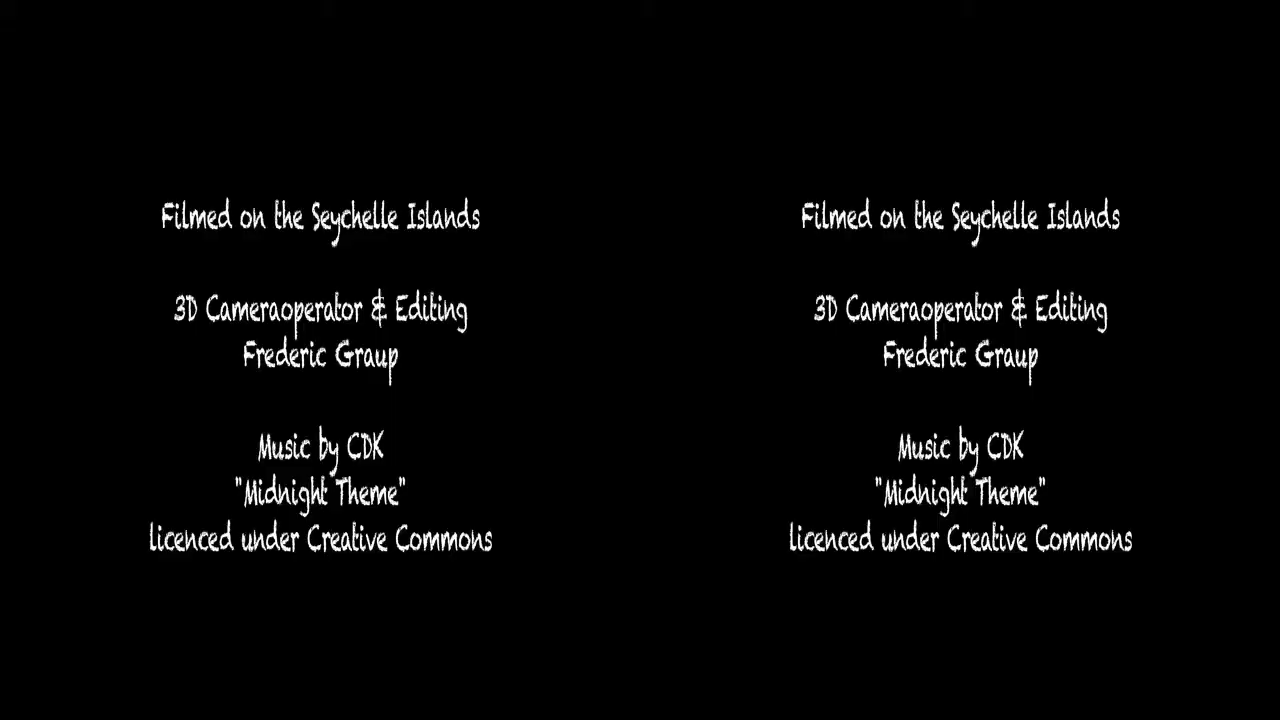 Filmed on the Seychelle Islands
3D Cameraoperator & Editing
Frederic Graup
Music by CDK
"Midnight Theme"
licenced under Creative Commons
Filmed on the Seychelle Islands
3D Cameraoperator & Editing
Frederic Graup
Music by CDK
"Midnight Theme"
licenced under Creative Commons